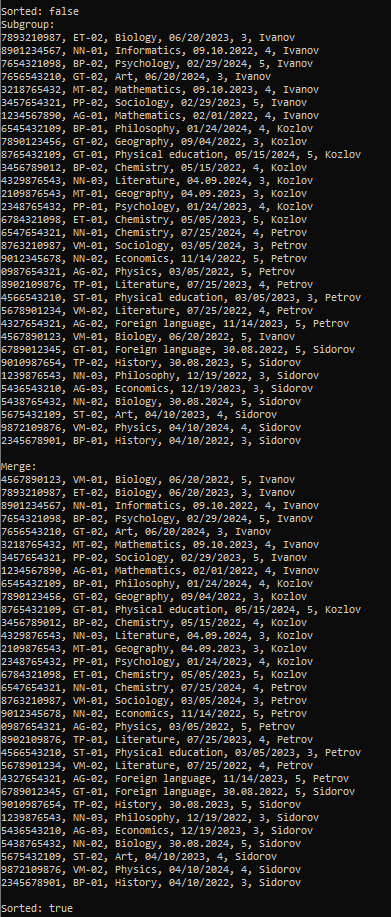 Sorted: false
Subgroup:
7893210987, ET-02, Biology, 06/20/2023, 3, Ivanov
8901234567, NN-01, Informatics, 09.10.2022, 4, Ivanov
7654321098, BP-02, Psychology, 02/29/2024, 5, Ivanov
7656543210, GT-02, Art, 06/20/2024, 3, Ivanov
3218765432, MT-02, Mathematics, 09.10.2023, 4, Ivanov
3457654321, PP-02, Sociology, 02/29/2023, 5, Ivanov
1234567890, AG-01, Mathematics, 02/01/2022, 4, Ivanov
6545432109, BP-01, Philosophy, 01/24/2024, 4, Kozlov
7890123456, GT-02, Geography, 09/04/2022, 3, Kozlov
8765432109, GT-01, Physical education, 05/15/2024, 5, Kozlov
3456789012, BP-02, Chemistry, 05/15/2022, 4, Kozlov
4329876543, NN-03, Literature, 04.09.2024, 3, Kozlov
2109876543, MT-01, Geography, 04.09.2023, 3, Kozlov
2348765432, PP-01, Psychology, 01/24/2023, 4, Kozlov
6784321098, ET-01, Chemistry, 05/05/2023, 5, Kozlov
6547654321, NN-01, Chemistry, 07/25/2024, 4, Petrov
8763210987, VM-01, Sociology, 03/05/2024, 3, Petrov
9012345678, NN-02, Economics, 11/14/2022, 5, Petrov
0987654321, AG-02, Physics, 03/05/2022, 5, Petrov
8902109876, TP-01, Literature, 07/25/2023, 4, Petrov
4566543210, ST-01, Physical education, 03/05/2023, 3, Petrov
5678901234, VM-02, Literature, 07/25/2022, 4, Petrov
4327654321, AG-02, Foreign language, 11/14/2023, 5, Petrov
4567890123, VM-01, Biology, 06/20/2022, 5, Ivanov
6789012345, GT-01, Foreign language, 30.08.2022, 5, Sidorov
9010987654, TP-02, History, 30.08.2023, 5, Sidorov
1239876543, NN-03, Philosophy, 12/19/2022, 3, Sidorov
5436543210, AG-03, Economics, 12/19/2023, 3, Sidorov
5438765432, NN-02, Biology, 30.08.2024, 5, Sidorov
5675432109, ST-02, Art, 04/10/2023, 4, Sidorov
9872109876, VM-02, Physics, 04/10/2024, 4, Sidorov
2345678901, BP-01, History, 04/10/2022, 3, Sidorov

Merge:
4567890123, VM-01, Biology, 06/20/2022, 5, Ivanov
7893210987, ET-02, Biology, 06/20/2023, 3, Ivanov
8901234567, NN-01, Informatics, 09.10.2022, 4, Ivanov
7654321098, BP-02, Psychology, 02/29/2024, 5, Ivanov
7656543210, GT-02, Art, 06/20/2024, 3, Ivanov
3218765432, MT-02, Mathematics, 09.10.2023, 4, Ivanov
3457654321, PP-02, Sociology, 02/29/2023, 5, Ivanov
1234567890, AG-01, Mathematics, 02/01/2022, 4, Ivanov
6545432109, BP-01, Philosophy, 01/24/2024, 4, Kozlov
7890123456, GT-02, Geography, 09/04/2022, 3, Kozlov
8765432109, GT-01, Physical education, 05/15/2024, 5, Kozlov
3456789012, BP-02, Chemistry, 05/15/2022, 4, Kozlov
4329876543, NN-03, Literature, 04.09.2024, 3, Kozlov
2109876543, MT-01, Geography, 04.09.2023, 3, Kozlov
2348765432, PP-01, Psychology, 01/24/2023, 4, Kozlov
6784321098, ET-01, Chemistry, 05/05/2023, 5, Kozlov
6547654321, NN-01, Chemistry, 07/25/2024, 4, Petrov
8763210987, VM-01, Sociology, 03/05/2024, 3, Petrov
9012345678, NN-02, Economics, 11/14/2022, 5, Petrov
0987654321, AG-02, Physics, 03/05/2022, 5, Petrov
8902109876, TP-01, Literature, 07/25/2023, 4, Petrov
4566543210, ST-01, Physical education, 03/05/2023, 3, Petrov
5678901234, VM-02, Literature, 07/25/2022, 4, Petrov
4327654321, AG-02, Foreign language, 11/14/2023, 5, Petrov
6789012345, GT-01, Foreign language, 30.08.2022, 5, Sidorov
9010987654, TP-02, History, 30.08.2023, 5, Sidorov
1239876543, NN-03, Philosophy, 12/19/2022, 3, Sidorov
5436543210, AG-03, Economics, 12/19/2023, 3, Sidorov
5438765432, NN-02, Biology, 30.08.2024, 5, Sidorov
5675432109, ST-02, Art, 04/10/2023, 4, Sidorov
9872109876, VM-02, Physics, 04/10/2024, 4, Sidorov
2345678901, BP-01, History, 04/10/2022, 3, Sidorov

Sorted: true